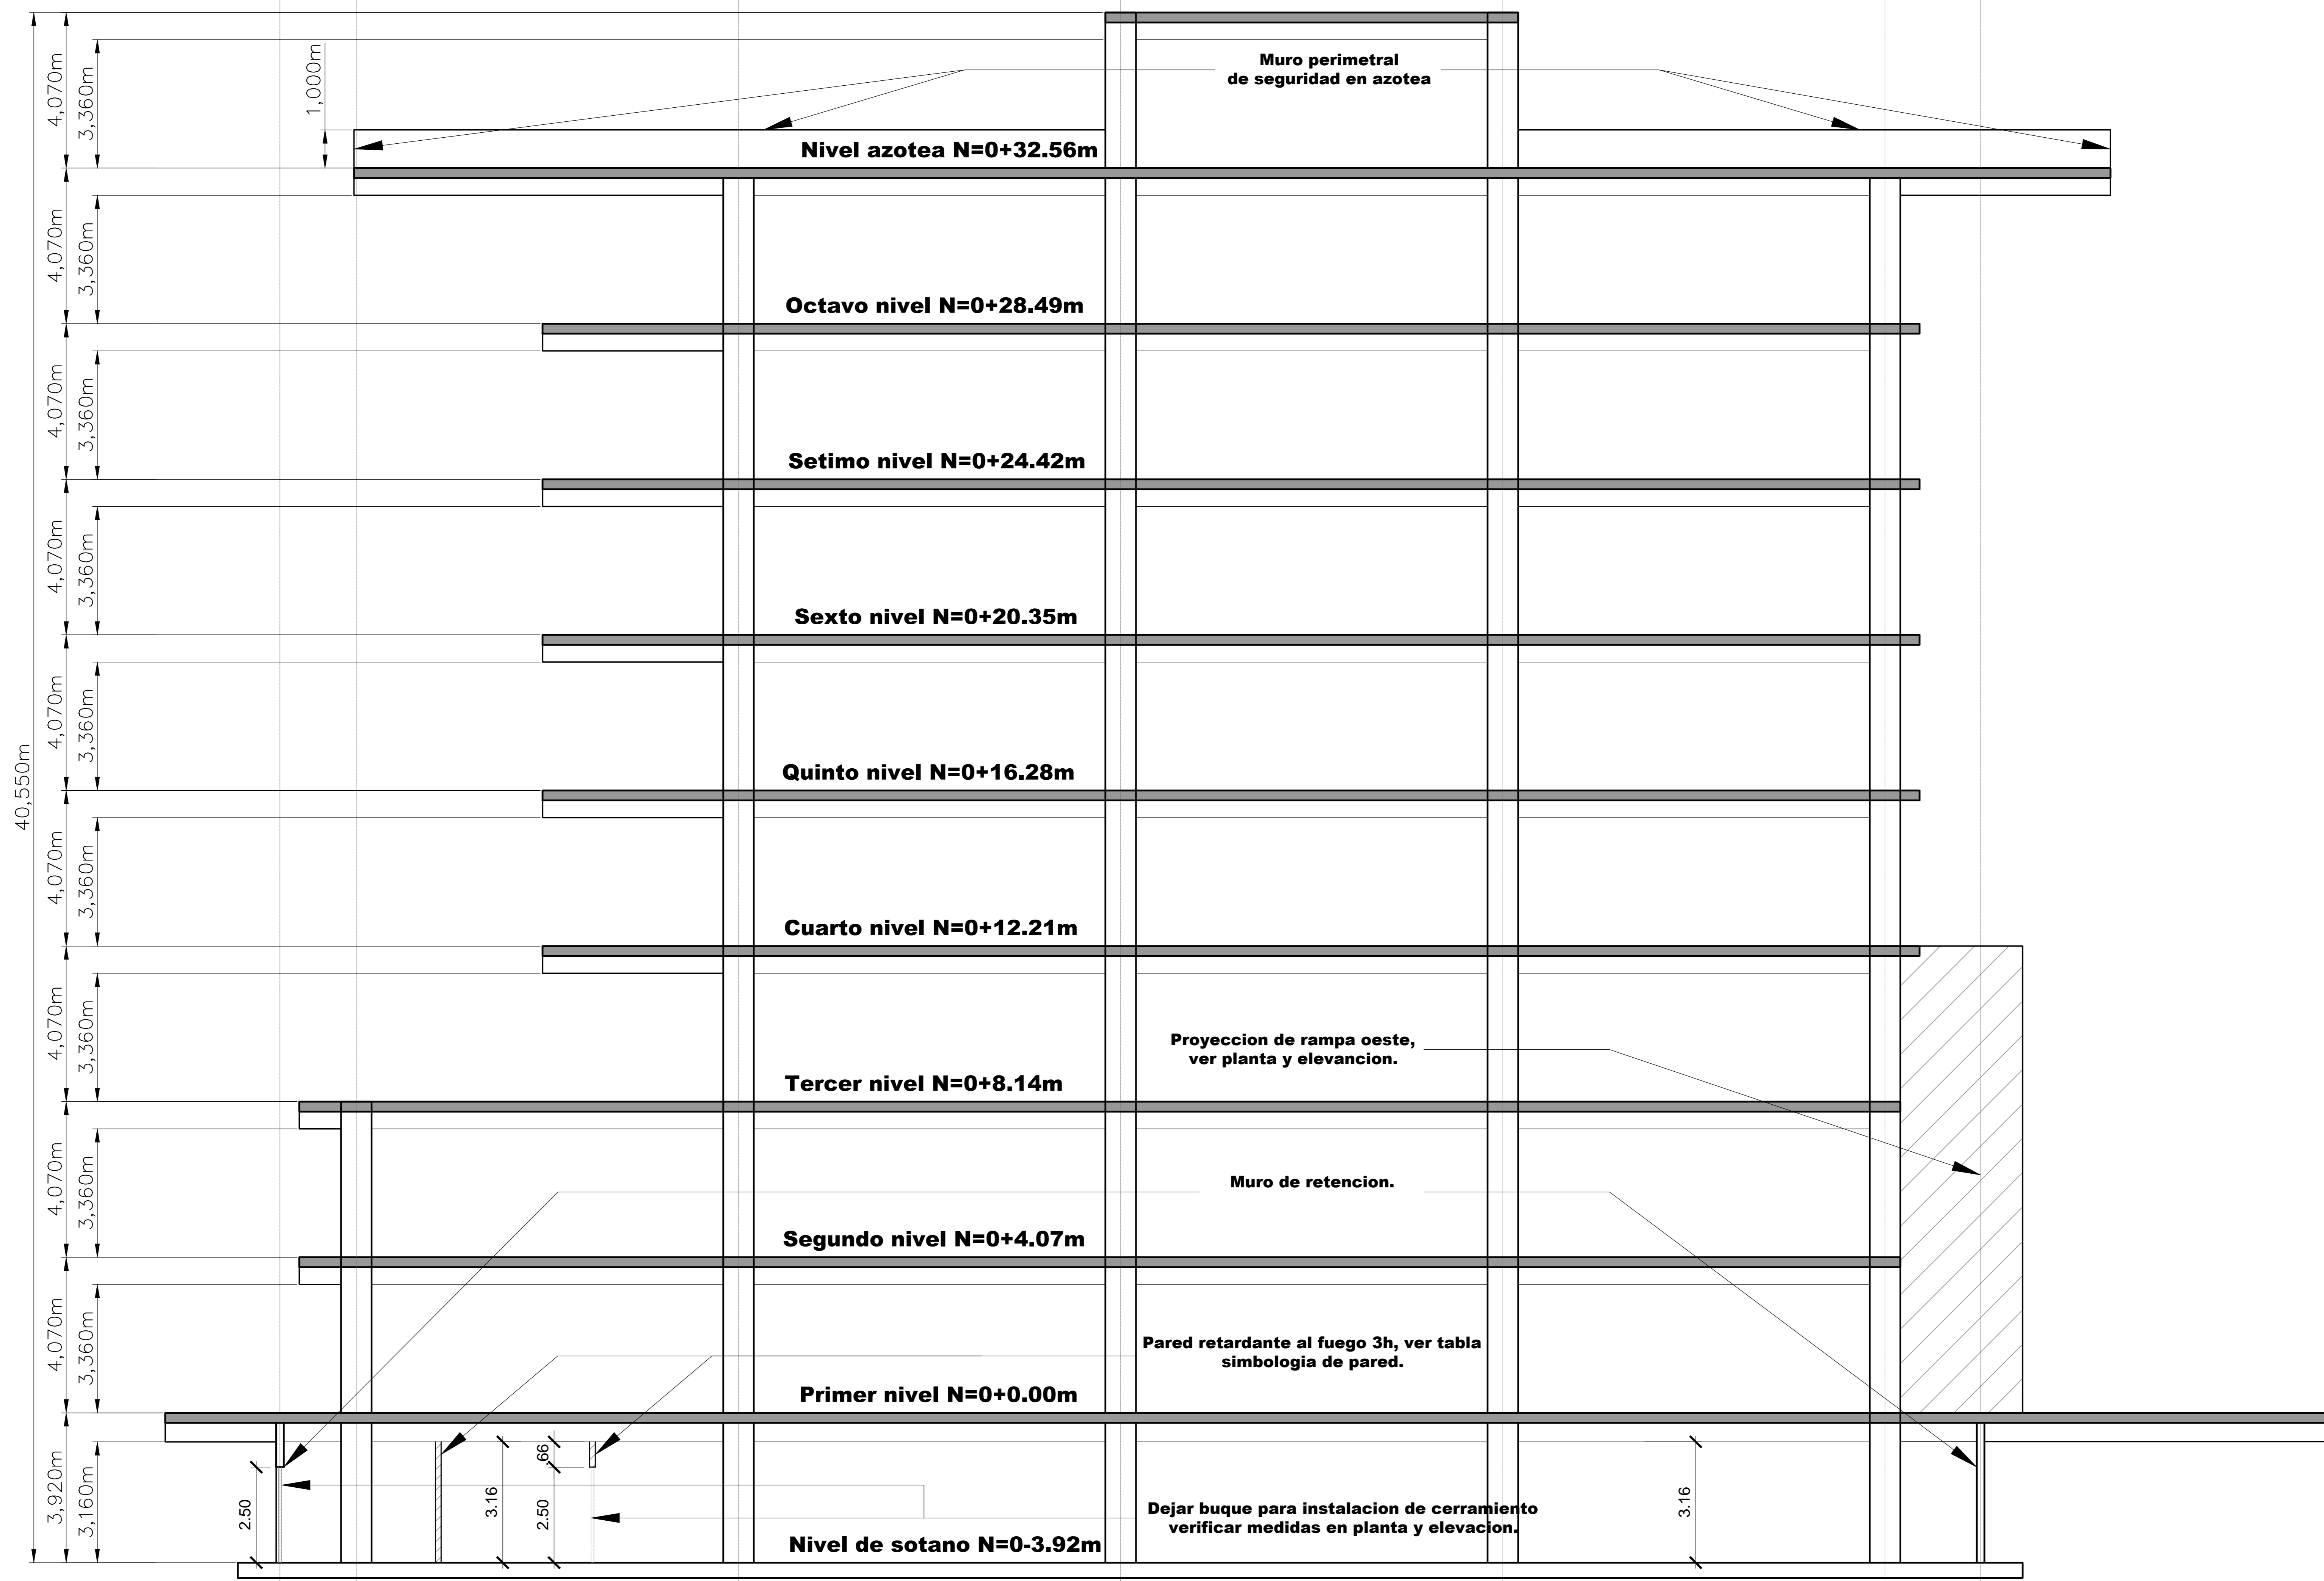 Muro perimetral
de seguridad en azotea
4,070m
3,360m
1,000m
Nivel azotea N=0+32.56m
4,070m
3,360m
Octavo nivel N=0+28.49m
4,070m
3,360m
Setimo nivel N=0+24.42m
4,070m
3,360m
Sexto nivel N=0+20.35m
4,070m
3,360m
40,550m
Quinto nivel N=0+16.28m
4,070m
3,360m
Cuarto nivel N=0+12.21m
4,070m
3,360m
Proyeccion de rampa oeste,
ver planta y elevancion.
Tercer nivel N=0+8.14m
4,070m
3,360m
Muro de retencion.
Segundo nivel N=0+4.07m
4,070m
3,360m
Pared retardante al fuego 3h, ver tabla
simbologia de pared.
Primer nivel N=0+0.00m
3,920m
3,160m
2.50
3.16
.66
2.50
3.16
Dejar buque para instalacion de cerramiento
verificar medidas en planta y elevacion.
Nivel de sotano N=0-3.92m